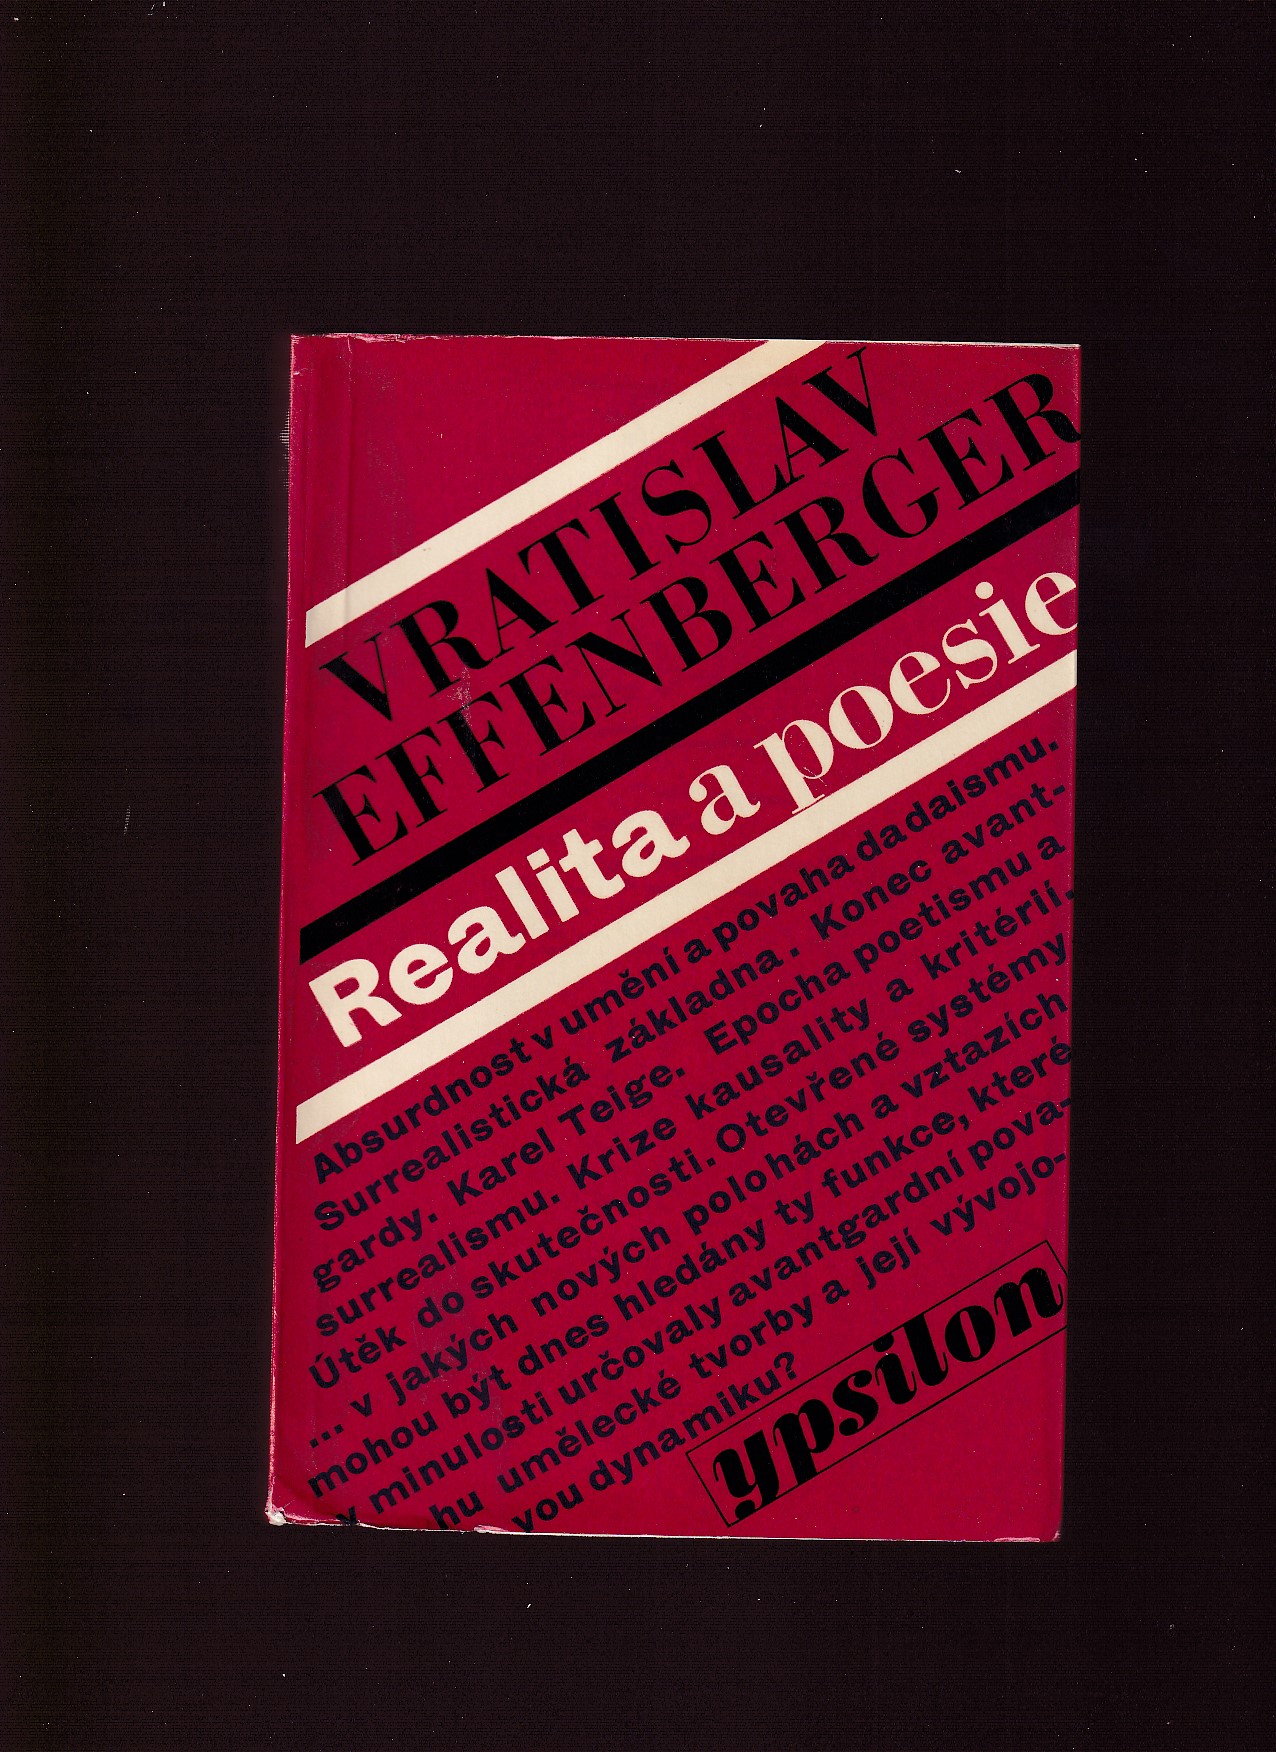 VRATISLAV
EFFENBERGER
Realita a poesie
Absurdnost v umění a povaha dadaismu.
Surrealistická základna. Konec avant-
gardy. Karel Teige. Epocha poetismu a
surrealismu. Krize kausality a kritérií.
Útěk do skutečnosti. Otevřené systémy
... v jakých nových polohách a vztazích
mohou být dnes hledány ty funkce, které
v minulosti určovaly avantgardní pova-
hu umělecké tvorby a její vývojo-
vou dynamiku?
ypsilon